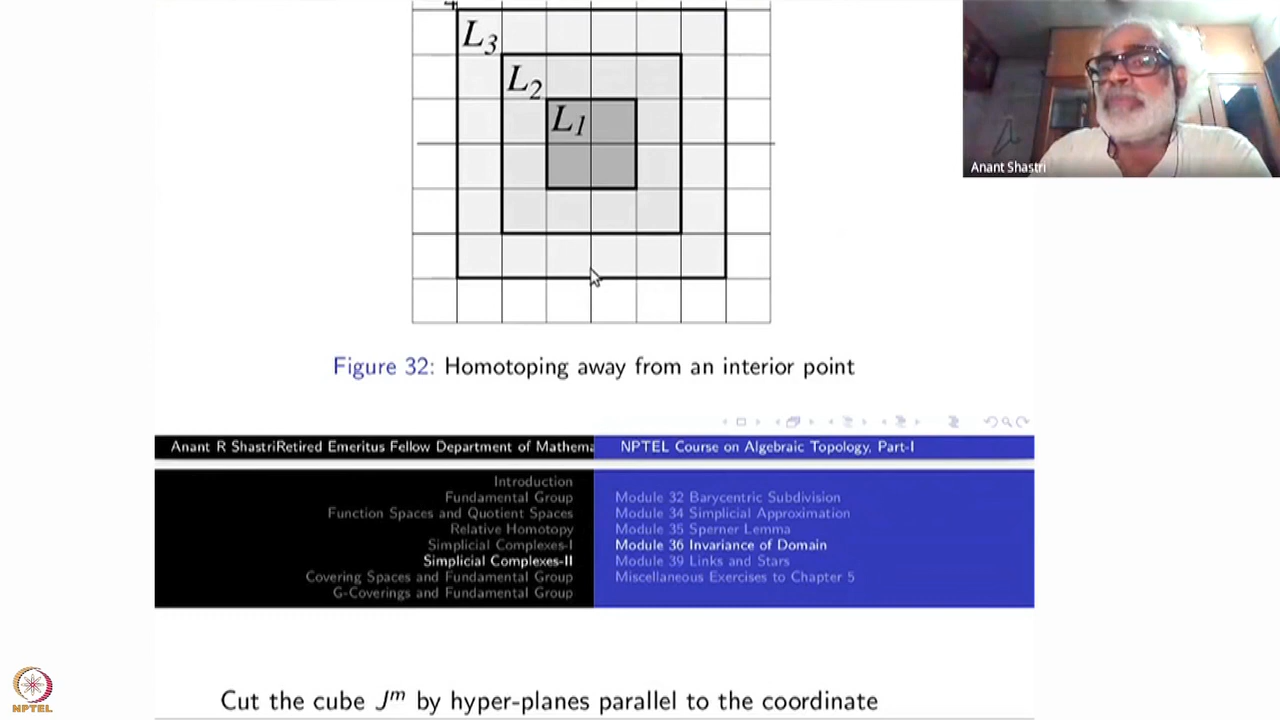 L3
L2
L1
Anant Shastri
Figure 32: Homotoping away from an interior point
Anant R ShastriRetired Emeritus Fellow Department of Mathema
NPTEL Course on Algebraic Topology, Part-I
Introduction
Fundamental Group
Function Spaces and Quotient Spaces
Relative Homotopy
Simplicial Complexes-I
Simplicial Complexes-II
Covering Spaces and Fundamental Group
G-Coverings and Fundamental Group
Module 32 Barycentric Subdivision
Module 34 Simplicial Approximation
Module 35 Sperner Lemma
Module 36 Invariance of Domain
Module 39 Links and Stars
Miscellaneous Exercises to Chapter 5
Cut the cube J^m by hyper-planes parallel to the coordinate
NPTEL